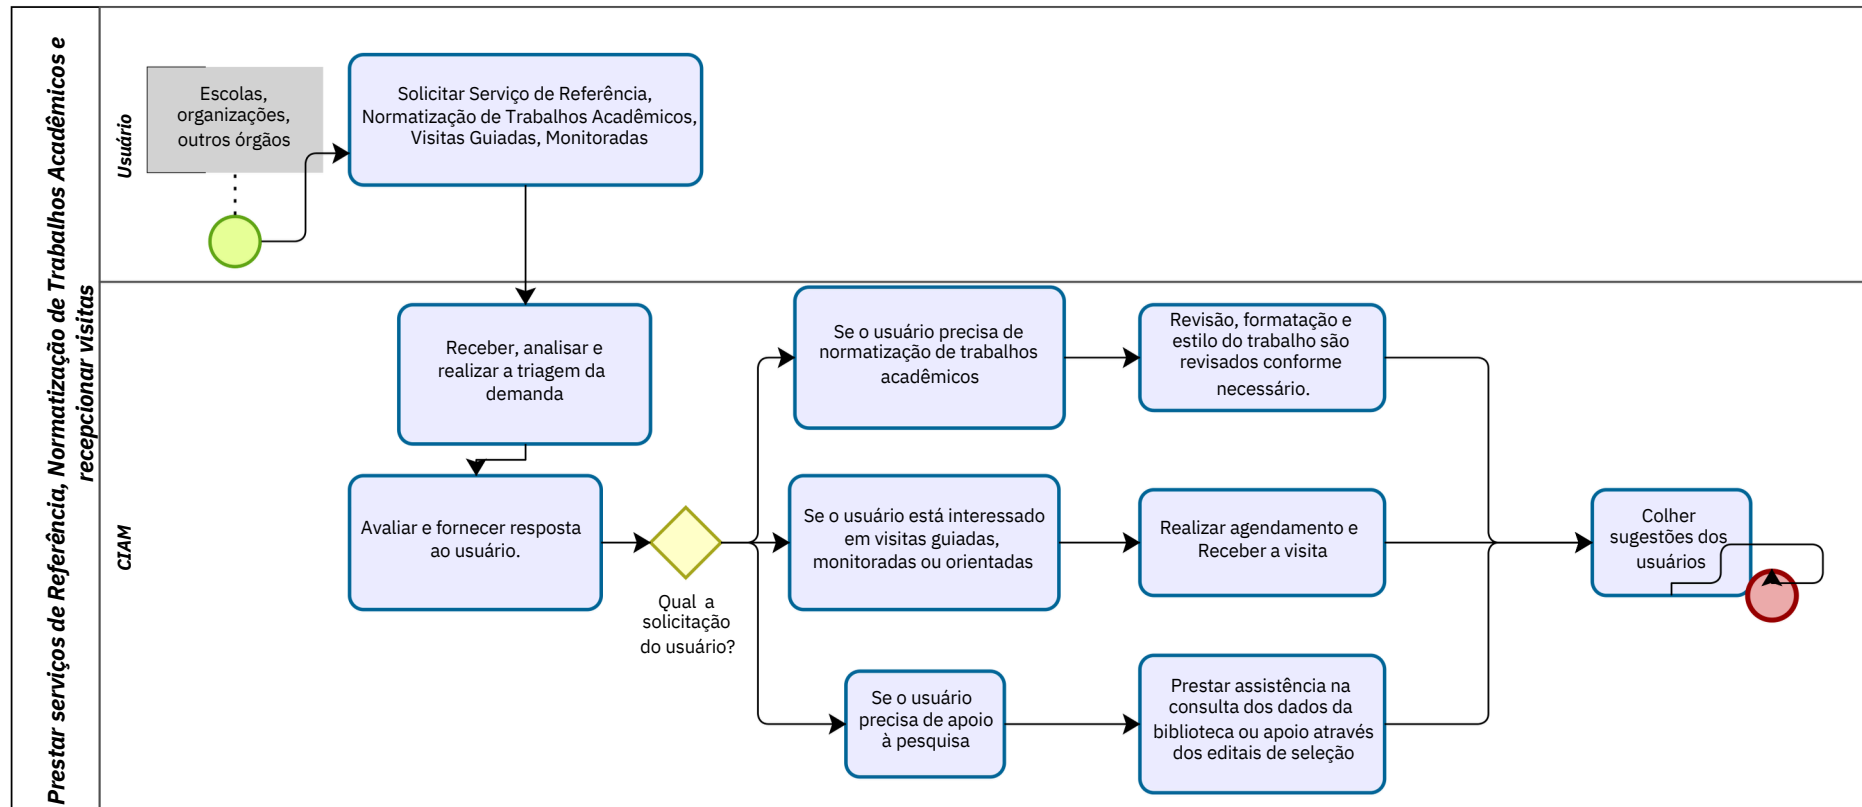 Prestar serviços de Referência, Normatização de Trabalhos Acadêmicos e
recepcionar visitas
Usuário
Escolas,
organizações,
outros órgãos
Solicitar Serviço de Referência,
Normatização de Trabalhos Acadêmicos,
Visitas Guiadas, Monitoradas
CIAM
Receber, analisar e
realizar a triagem da
demanda
Avaliar e fornecer resposta
ao usuário.
Qual a
solicitação
do usuário?
Se o usuário precisa de
normatização de trabalhos
acadêmicos
Revisão, formatação e
estilo do trabalho são
revisados conforme
necessário.
Se o usuário está interessado
em visitas guiadas,
monitoradas ou orientadas
Realizar agendamento e
Receber a visita
Se o usuário
precisa de apoio
à pesquisa
Prestar assistência na
consulta dos dados da
biblioteca ou apoio através
dos editais de seleção
Colher
sugestões dos
usuários